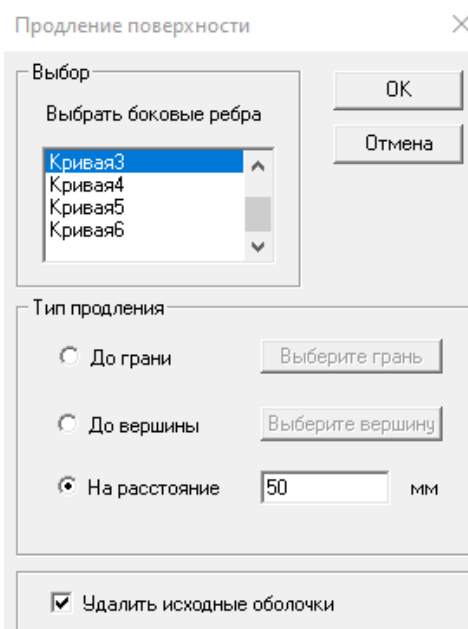 Продление поверхности
Выбор
OK
Выбрать боковые ребра
Отмена
Кривая3
Кривая4
Кривая5
Кривая6
Тип продления
До грани
Выберите грань
До вершины
Выберите вершину
На расстояние 50 мм
Удалить исходные оболочки